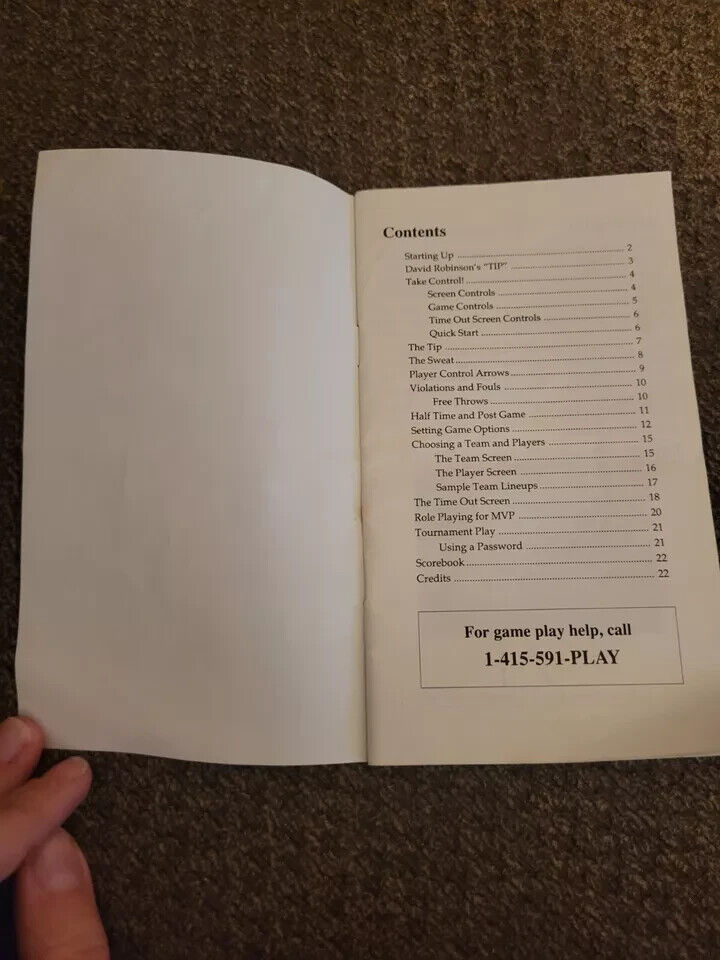 Contents
Starting Up ........ 2
David Robinson's "TIP" ........ 3
Take Control! ........ 4
Screen Controls ........ 4
Game Controls ........ 5
Time Out Screen Controls ........ 6
Quick Start ........ 6
The Tip ........ 7
The Sweat ........ 8
Player Control Arrows ........ 9
Violations and Fouls ........ 10
Free Throws ........ 10
Half Time and Post Game ........ 11
Setting Game Options ........ 12
Choosing a Team and Players ........ 15
The Team Screen ........ 15
The Player Screen ........ 16
Sample Team Lineups ........ 17
The Time Out Screen ........ 18
Role Playing for MVP ........ 20
Tournament Play ........ 21
Using a Password ........ 21
Scorebook ........ 22
Credits ........ 22
For game play help, call
1-415-591-PLAY